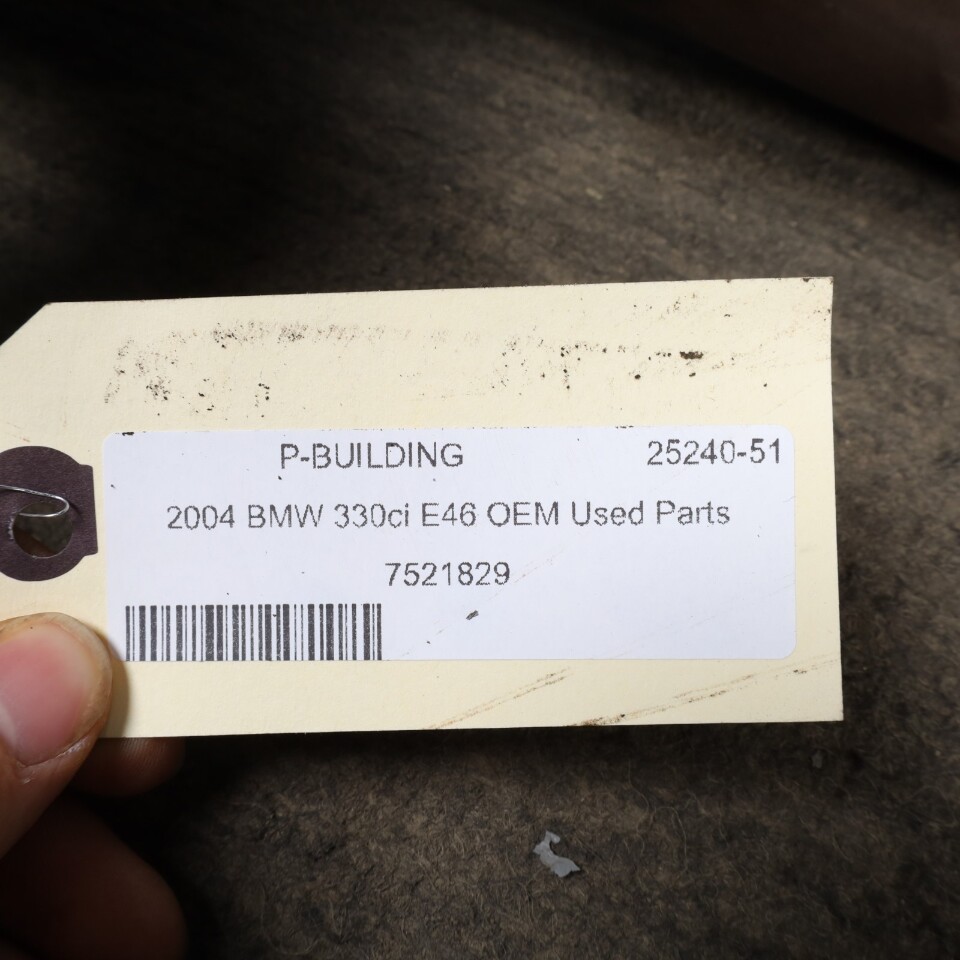 P-BUILDING 25240-51
2004 BMW 330ci E46 OEM Used Parts
7521829